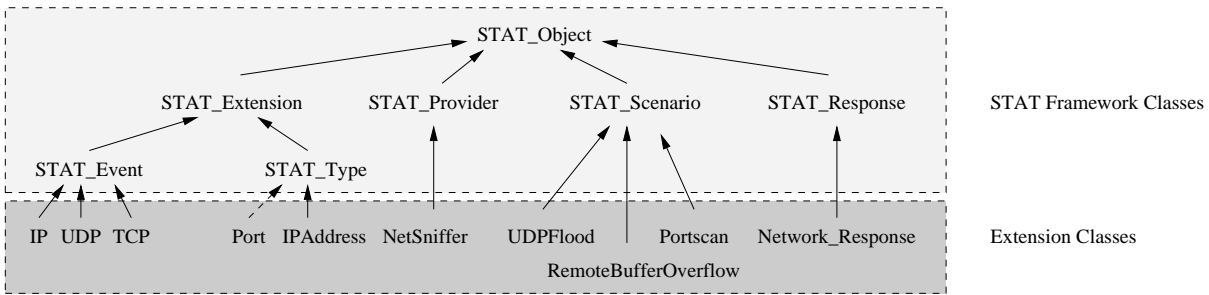 STAT_Object
STAT_Extension STAT_Provider STAT_Scenario STAT_Response STAT Framework Classes
STAT_Event STAT_Type
IP UDP TCP Port IPAddress NetSniffer UDPFlood Portscan Network_Response Extension Classes
RemoteBufferOverflow